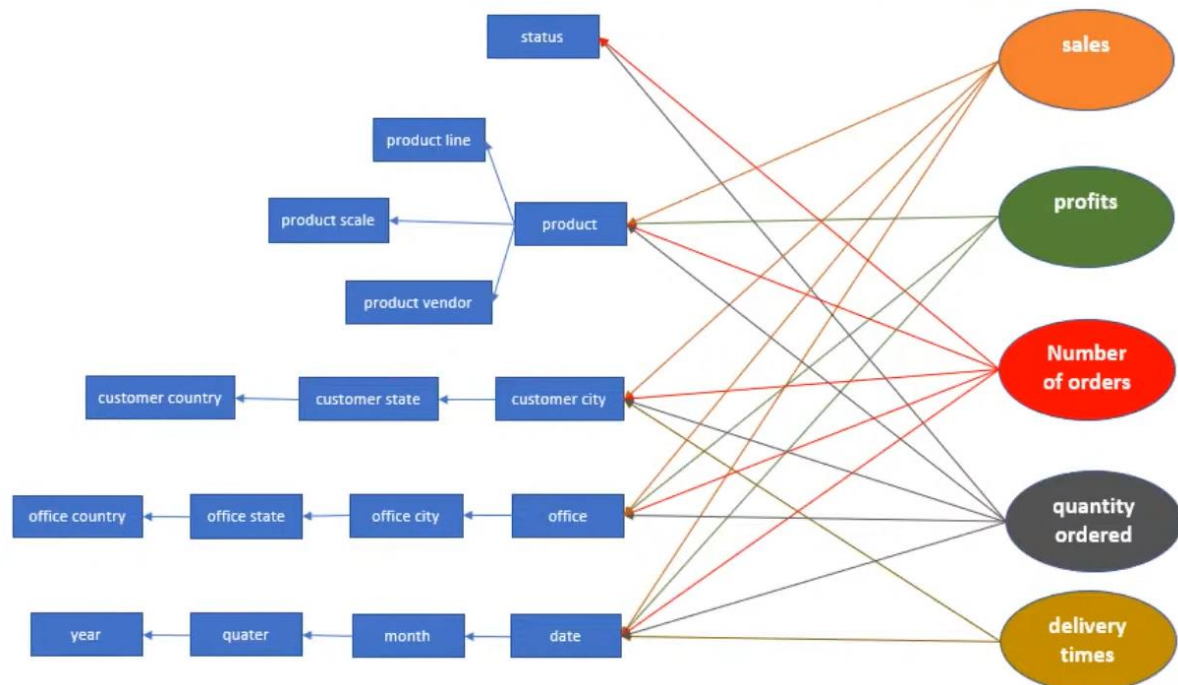 status
sales
product line
product scale
product
profits
product vendor
Number
of orders
customer country
customer state
customer city
office country
office state
office city
office
quantity
ordered
year
quater
month
date
delivery
times